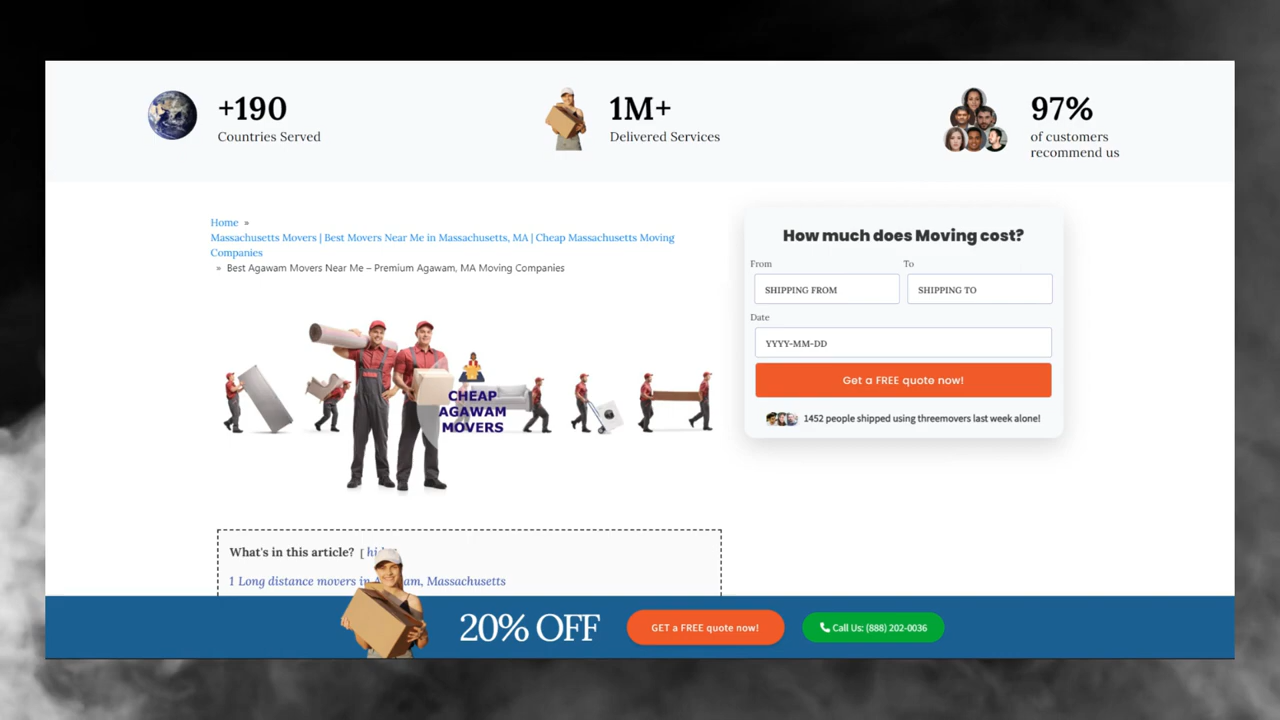 +190
Countries Served
1M+
Delivered Services
97%
of customers
recommend us
Home »
Massachusetts Movers | Best Movers Near Me in Massachusetts, MA | Cheap Massachusetts Moving
Companies
» Best Agawam Movers Near Me – Premium Agawam, MA Moving Companies
CHEAP
AGAWAM
MOVERS
How much does Moving cost?
From To
SHIPPING FROM SHIPPING TO
Date
YYYY-MM-DD
Get a FREE quote now!
1452 people shipped using threemovers last week alone!
What's in this article? [
1 Long distance movers in Massachusetts
20% OFF
GET a FREE quote now!
Call Us: (888) 202-0036